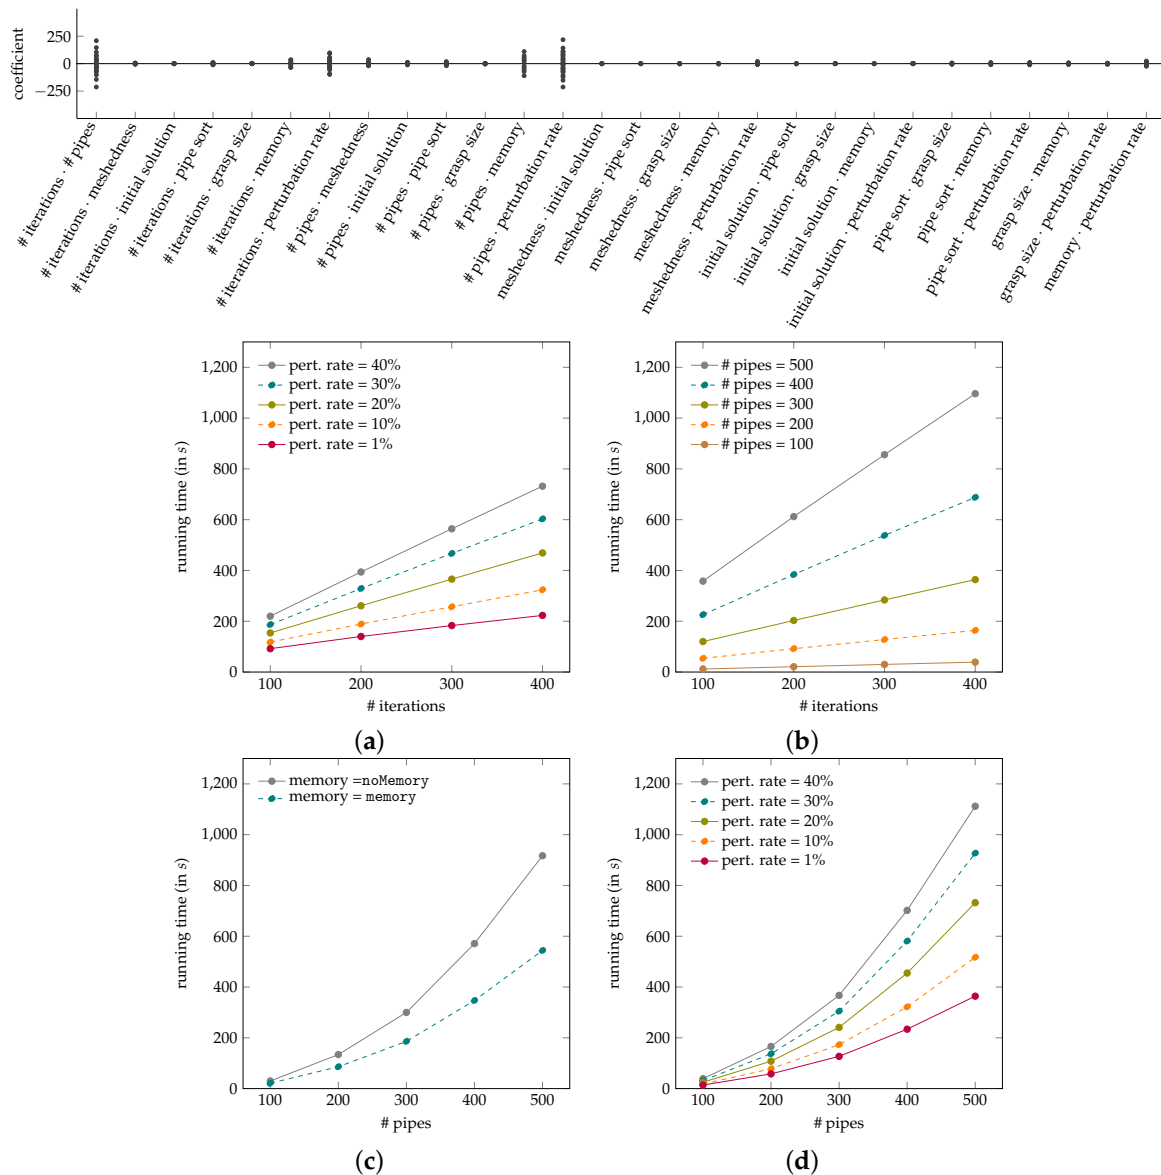 coefficient
250
0
−250
# iterations · # pipes
# iterations · meshedness
# iterations · initial solution
# iterations · pipe sort
# iterations · grasp size
# iterations · memory
# iterations · perturbation rate
# pipes · meshedness
# pipes · initial solution
# pipes · pipe sort
# pipes · grasp size
# pipes · memory
# pipes · perturbation rate
meshedness · initial solution
meshedness · pipe sort
meshedness · grasp size
meshedness · memory
meshedness · perturbation rate
initial solution · pipe sort
initial solution · grasp size
initial solution · memory
initial solution · perturbation rate
pipe sort · grasp size
pipe sort · memory
pipe sort · perturbation rate
grasp size · memory
grasp size · perturbation rate
memory · perturbation rate
running time (in s)
1,200
1,000
800
600
400
200
0
pert. rate = 40%
pert. rate = 30%
pert. rate = 20%
pert. rate = 10%
pert. rate = 1%
100 200 300 400
# iterations
(a)
running time (in s)
1,200
1,000
800
600
400
200
0
# pipes = 500
# pipes = 400
# pipes = 300
# pipes = 200
# pipes = 100
100 200 300 400
# iterations
(b)
running time (in s)
1,200
1,000
800
600
400
200
0
memory =noMemory
memory = memory
100 200 300 400 500
# pipes
(c)
running time (in s)
1,200
1,000
800
600
400
200
0
pert. rate = 40%
pert. rate = 30%
pert. rate = 20%
pert. rate = 10%
pert. rate = 1%
100 200 300 400 500
# pipes
(d)